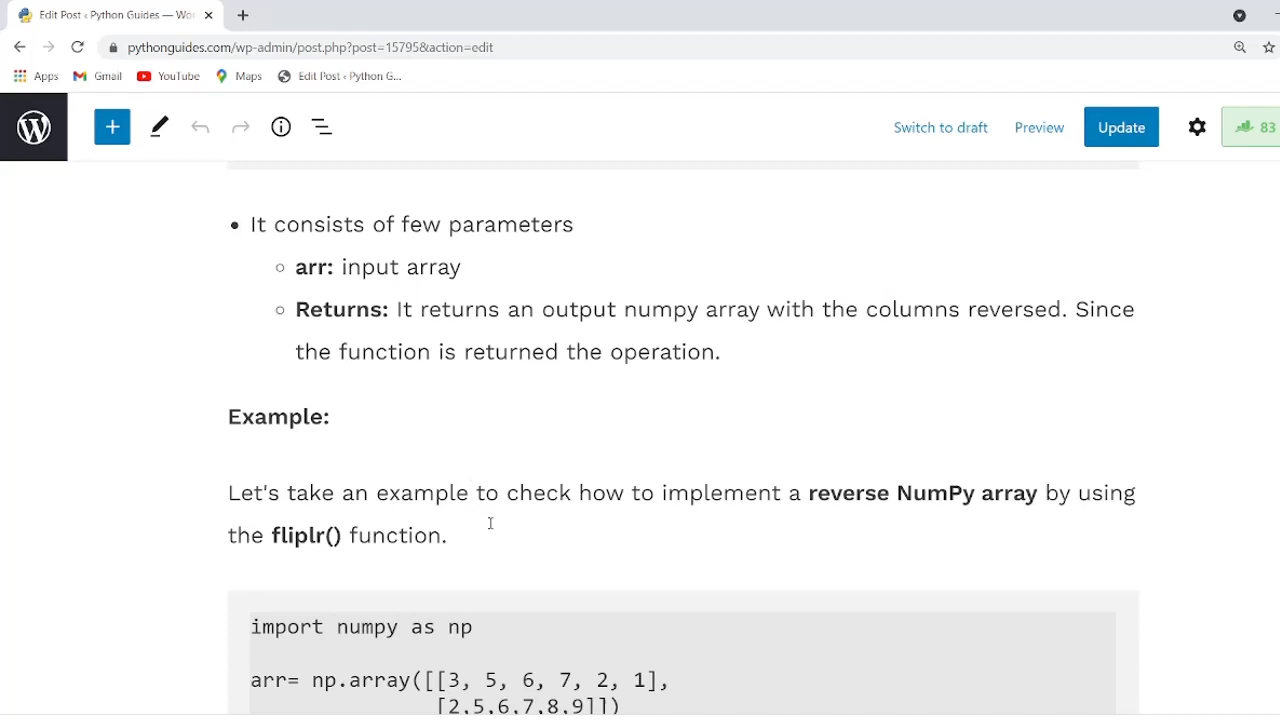 Edit Post ‹ Python Guides — Wor
pythonguides.com/wp-admin/post.php?post=15795&action=edit
Apps Gmail YouTube Maps Edit Post ‹ Python G...
Switch to draft Preview Update 83
It consists of few parameters
arr: input array
Returns: It returns an output numpy array with the columns reversed. Since
the function is returned the operation.
Example:
Let's take an example to check how to implement a reverse NumPy array by using
the fliplr() function.
import numpy as np
arr= np.array([[3, 5, 6, 7, 2, 1],
[2,5,6,7,8,9]])